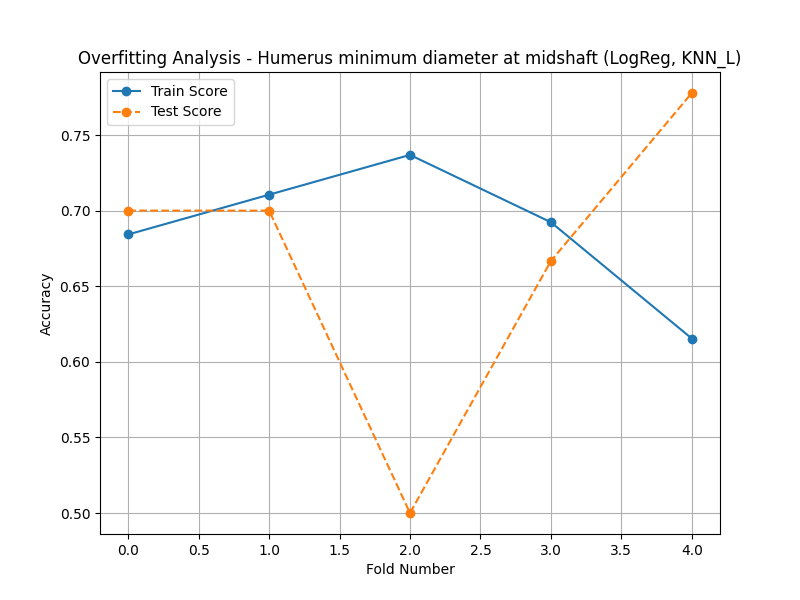 Overfitting Analysis - Humerus minimum diameter at midshaft (LogReg, KNN_L)
Train Score
Test Score
0.75
0.70
0.65
0.60
0.55
0.50
Accuracy
0.0 0.5 1.0 1.5 2.0 2.5 3.0 3.5 4.0
Fold Number